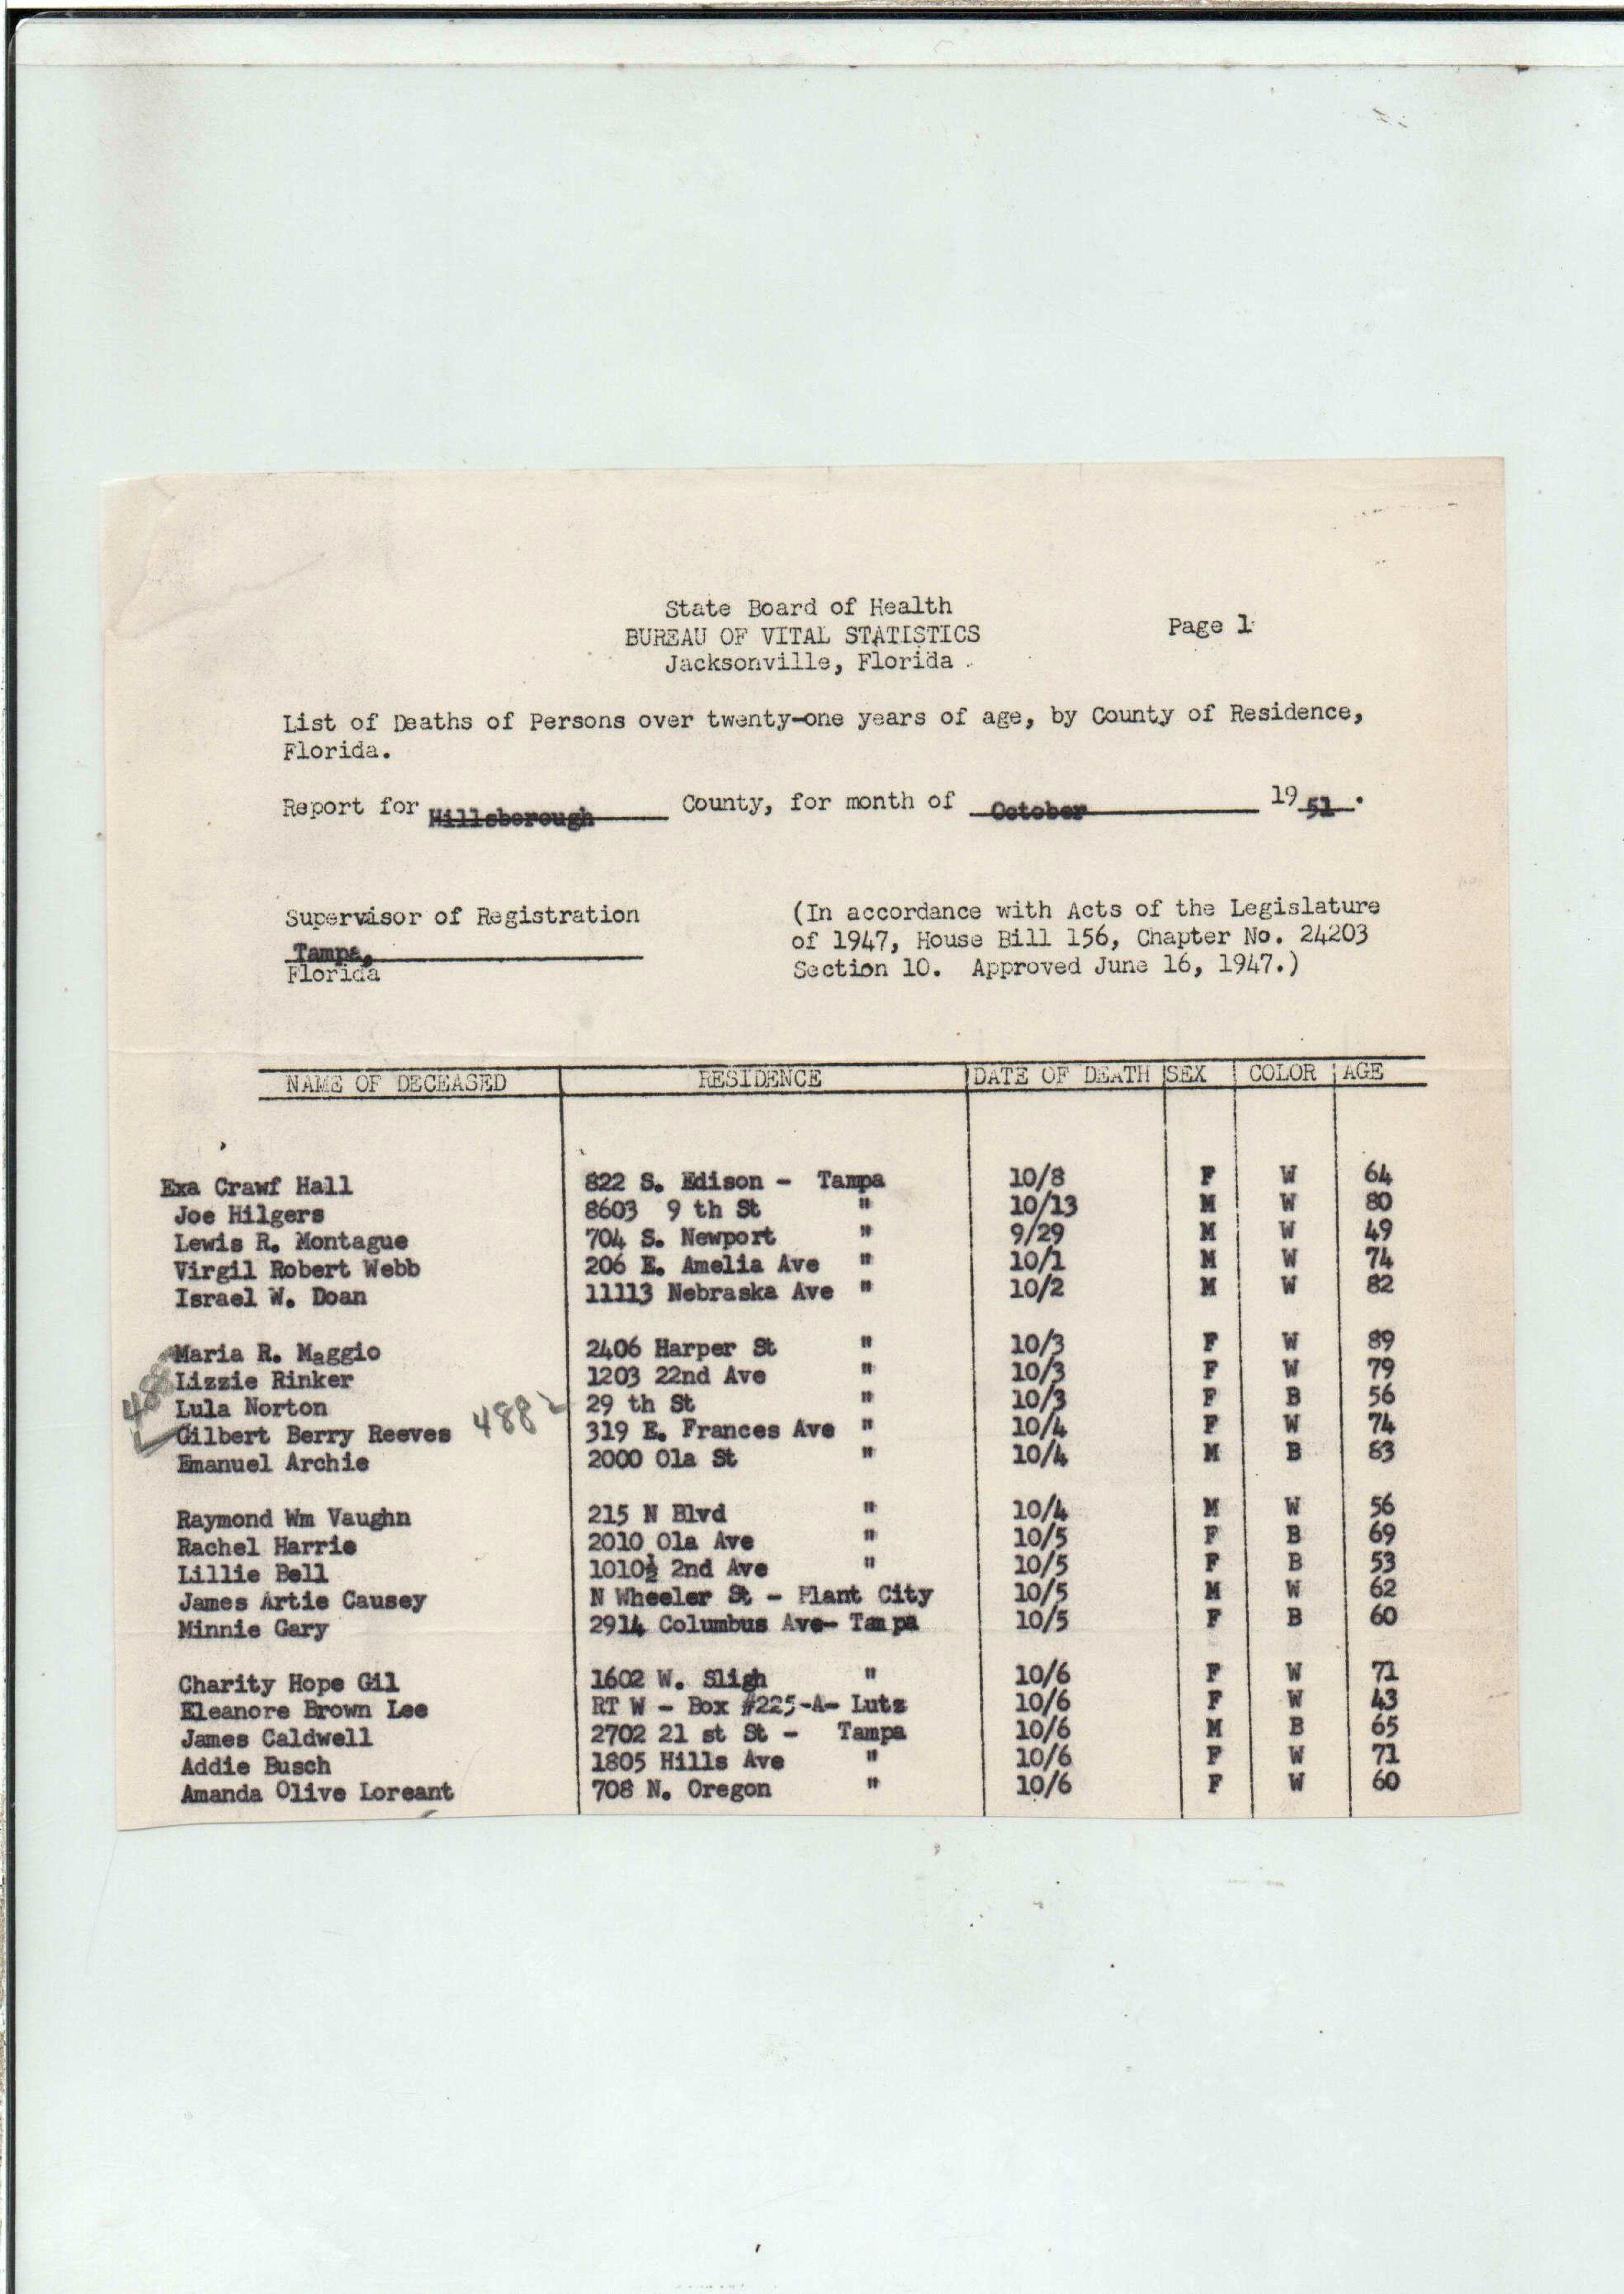 State Board of Health
BUREAU OF VITAL STATISTICS Page 1
Jacksonville, Florida
List of Deaths of Persons over twenty-one years of age, by County of Residence,
Florida.
Report for Hillsborough County, for month of October 1951.
Supervisor of Registration
Tampa,
Florida
(In accordance with Acts of the Legislature
of 1947, House Bill 156, Chapter No. 24203
Section 10. Approved June 16, 1947.)
NAME OF DECEASED RESIDENCE DATE OF DEATH SEX COLOR AGE
Exa Crawf Hall 822 S. Edison - Tampa 10/8 F W 64
Joe Hilgers 8603 9 th St " 10/13 M W 80
Lewis R. Montague 704 S. Newport " 9/29 M W 49
Virgil Robert Webb 206 E. Amelia Ave " 10/1 M W 74
Israel W. Doan 11113 Nebraska Ave " 10/2 M W 82
Maria R. Maggio 2406 Harper St " 10/3 F W 89
Lizzie Rinker 1203 22nd Ave " 10/3 F W 79
Lula Norton 29 th St " 10/3 F B 56
Gilbert Berry Reeves 488 319 E. Frances Ave " 10/4 F W 74
Emanuel Archie 2000 Ola St " 10/4 M B 83
Raymond Wm Vaughn 215 N Blvd " 10/4 M W 56
Rachel Harrie 2010 Ola Ave " 10/5 F B 69
Lillie Bell 1010½ 2nd Ave " 10/5 F B 53
James Artie Causey N Wheeler St - Plant City 10/5 M W 62
Minnie Gary 2914 Columbus Ave- Tampa 10/5 F B 60
Charity Hope Gil 1602 W. Sligh " 10/6 F W 71
Eleanore Brown Lee RT W - Box #225-A- Lutz 10/6 F W 43
James Caldwell 2702 21 st St - Tampa 10/6 M B 65
Addie Busch 1805 Hills Ave " 10/6 F W 71
Amanda Olive Loreant 708 N. Oregon " 10/6 F W 60